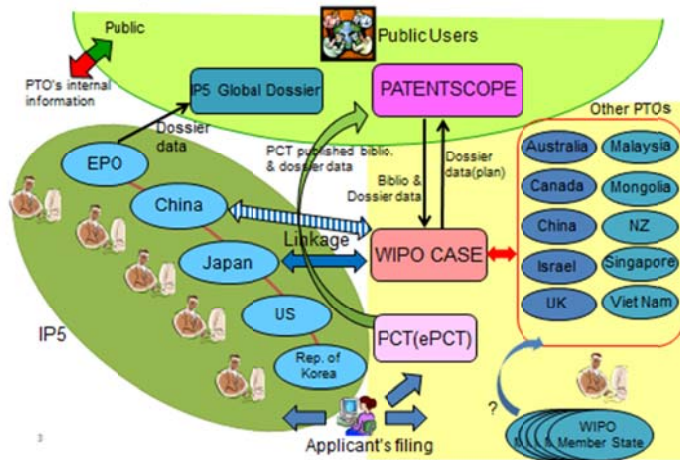 Public
Public Users
PTO's internal
information
IP5 Global Dossier
PATENTSCOPE
Other PTOs
Dossier
data
PCT published biblio.
& dossier data
Biblio &
Dossier data
Dossier
data(plan)
EPO
China
Japan
US
Rep. of
Korea
IP5
Linkage
WIPO CASE
PCT(ePCT)
Australia
Malaysia
Canada
Mongolia
China
NZ
Israel
Singapore
UK
Viet Nam
?
WIPO
Member State
Applicant's filing
3